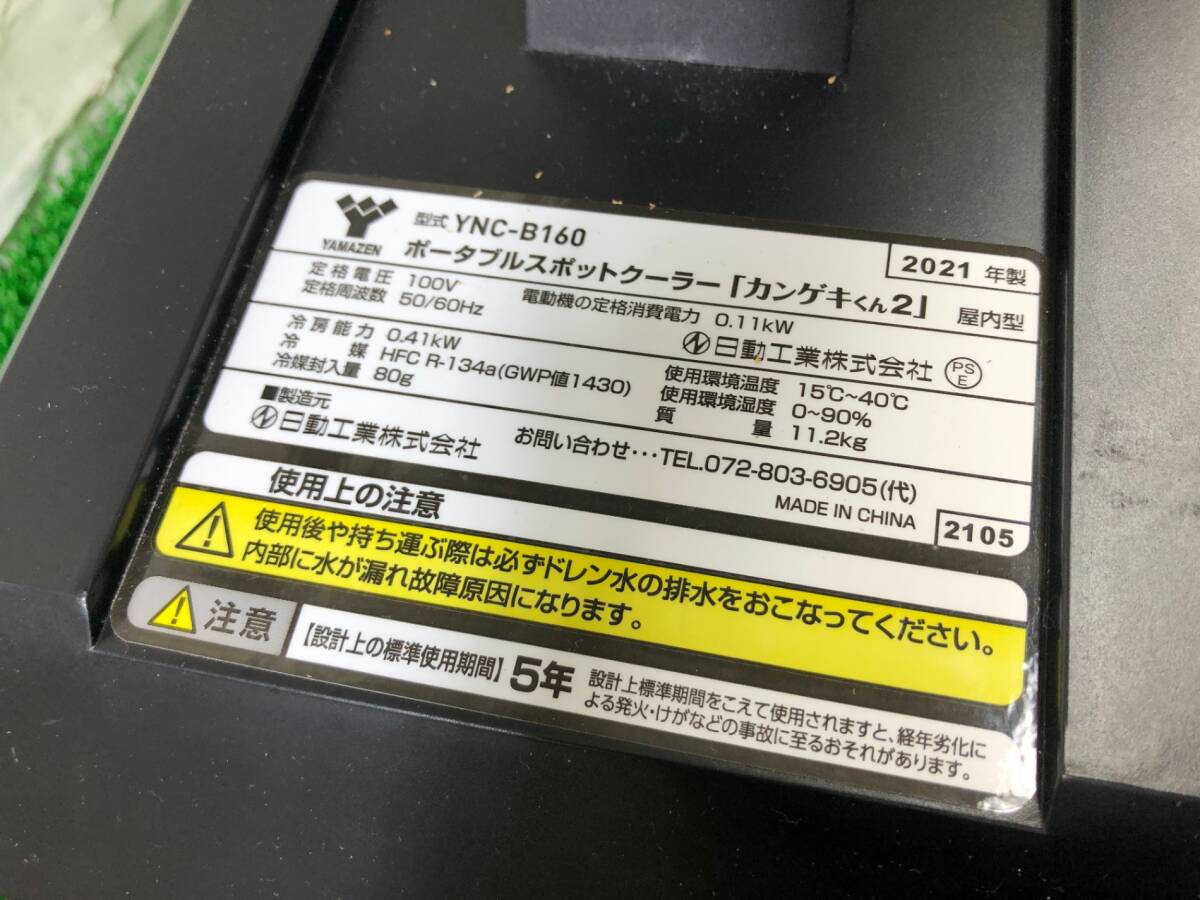 YAMAZEN
型式 YNC-B160
2021 年製
ポータブルスポットクーラー「カンゲキくん2」 屋内型
定格電圧 100V
定格周波数 50/60Hz
電動機の定格消費電力 0.11kW
日動工業株式会社 PSE
冷房能力 0.41kW
冷媒 HFC R-134a(GWP値1430)
冷媒封入量 80g
使用環境温度 15℃~40℃
使用環境湿度 0~90%
質量 11.2kg
■製造元
日動工業株式会社
お問い合わせ･･･TEL.072-803-6905(代)
MADE IN CHINA
2105
使用上の注意
使用後や持ち運ぶ際は必ずドレン水の排水をおこなってください。
内部に水が漏れ故障原因になります。
注意
【設計上の標準使用期間】5年
設計上標準期間をこえて使用されますと、経年劣化に
よる発火・けがなどの事故に至るおそれがあります。